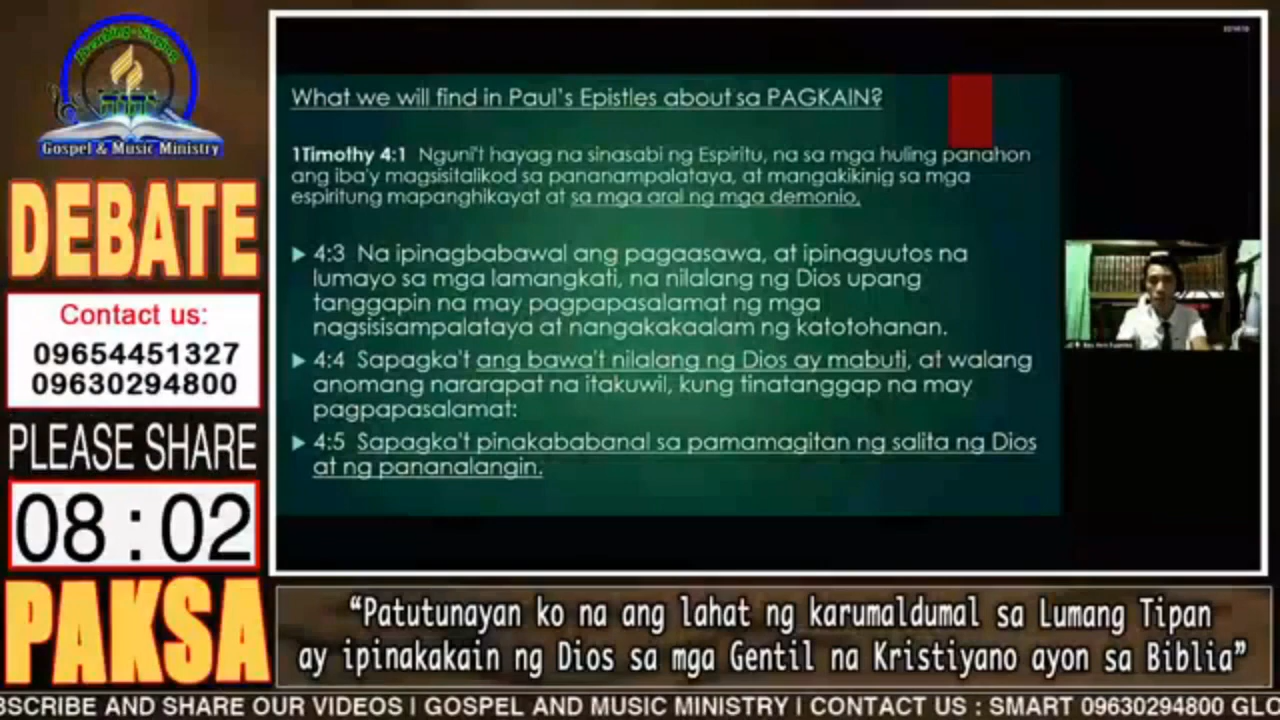 Preaching - Singing
Gospel & Music Ministry
DEBATE
Contact us:
09654451327
09630294800
PLEASE SHARE
08:02
PAKSA
What we will find in Paul's Epistles about sa PAGKAIN?
1Timothy 4:1 Nguni't hayag na sinasabi ng Espiritu, na sa mga huling panahon
ang iba'y magsisitalikod sa pananampalataya, at mangakikinig sa mga
espiritung mapanghikayat at sa mga aral ng mga demonio,
4:3 Na ipinagbabawal ang pagaasawa, at ipinaguutos na
lumayo sa mga lamangkati, na nilalang ng Dios upang
tanggapin na may pagpapasalamat ng mga
nagsisisampalataya at nangakakaalam ng katotohanan.
4:4 Sapagka't ang bawa't nilalang ng Dios ay mabuti, at walang
anomang nararapat na itakuwil, kung tinatanggap na may
pagpapasalamat:
4:5 Sapagka't pinakababanal sa pamamagitan ng salita ng Dios
at ng pananalangin.
“Patutunayan ko na ang lahat ng karumaldumal sa Lumang Tipan
ay ipinakakain ng Dios sa mga Gentil na Kristiyano ayon sa Biblia”
BSCRIBE AND SHARE OUR VIDEOS | GOSPEL AND MUSIC MINISTRY | CONTACT US : SMART 09630294800 GLO